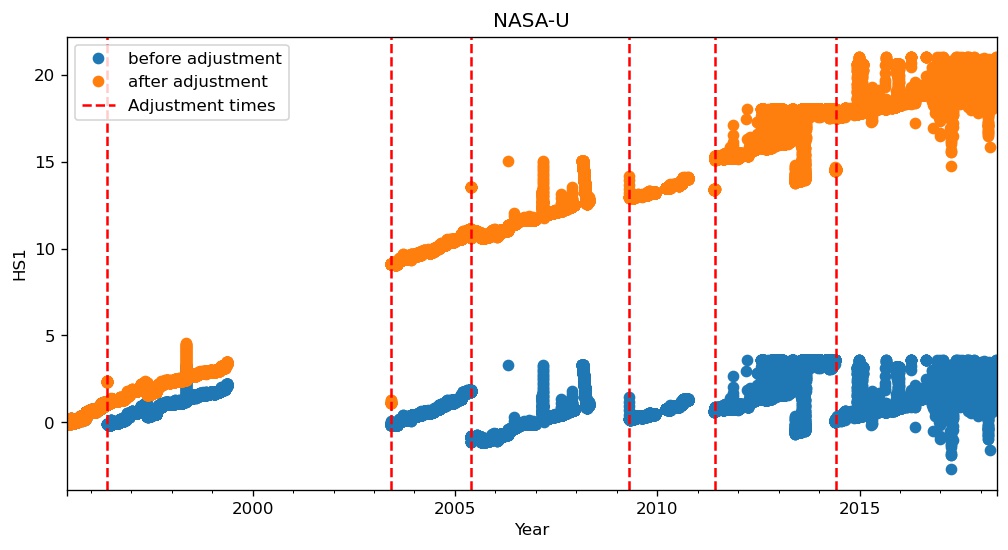 NASA-U
before adjustment
after adjustment
Adjustment times
HS1
20
15
10
5
0
2000 2005 2010 2015
Year